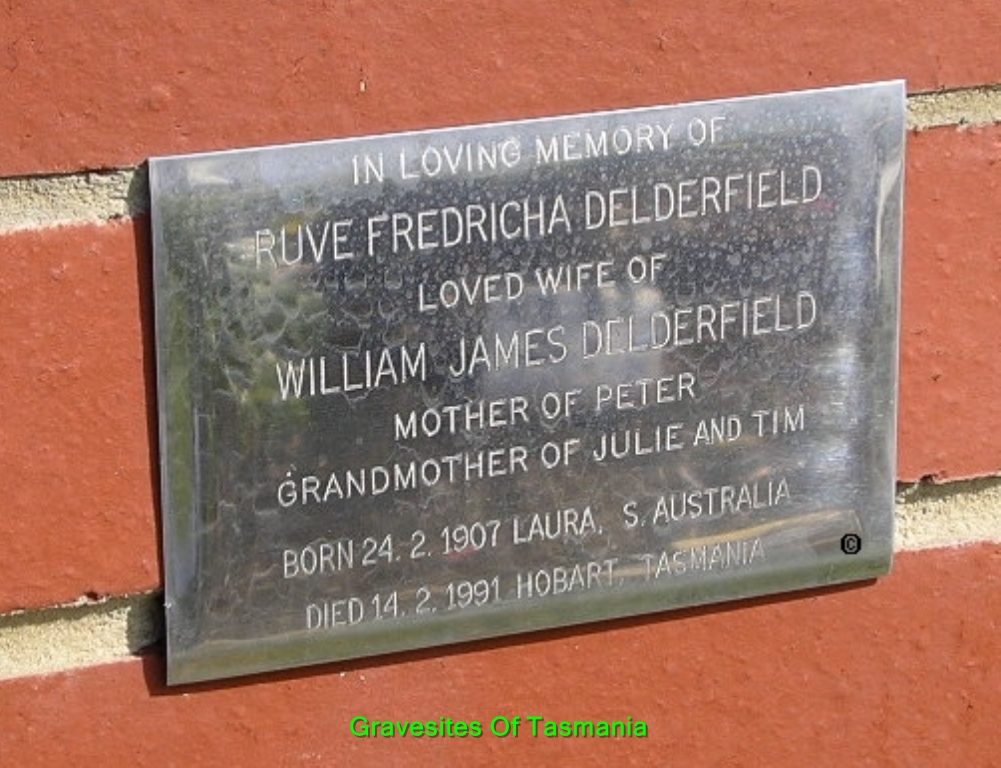 IN LOVING MEMORY OF
RUVE FREDRICHA DELDERFIELD
LOVED WIFE OF
WILLIAM JAMES DELDERFIELD
MOTHER OF PETER
GRANDMOTHER OF JULIE AND TIM
BORN 24. 2. 1907 LAURA, S. AUSTRALIA
DIED 14. 2. 1991 HOBART, TASMANIA
©
Gravesites Of Tasmania